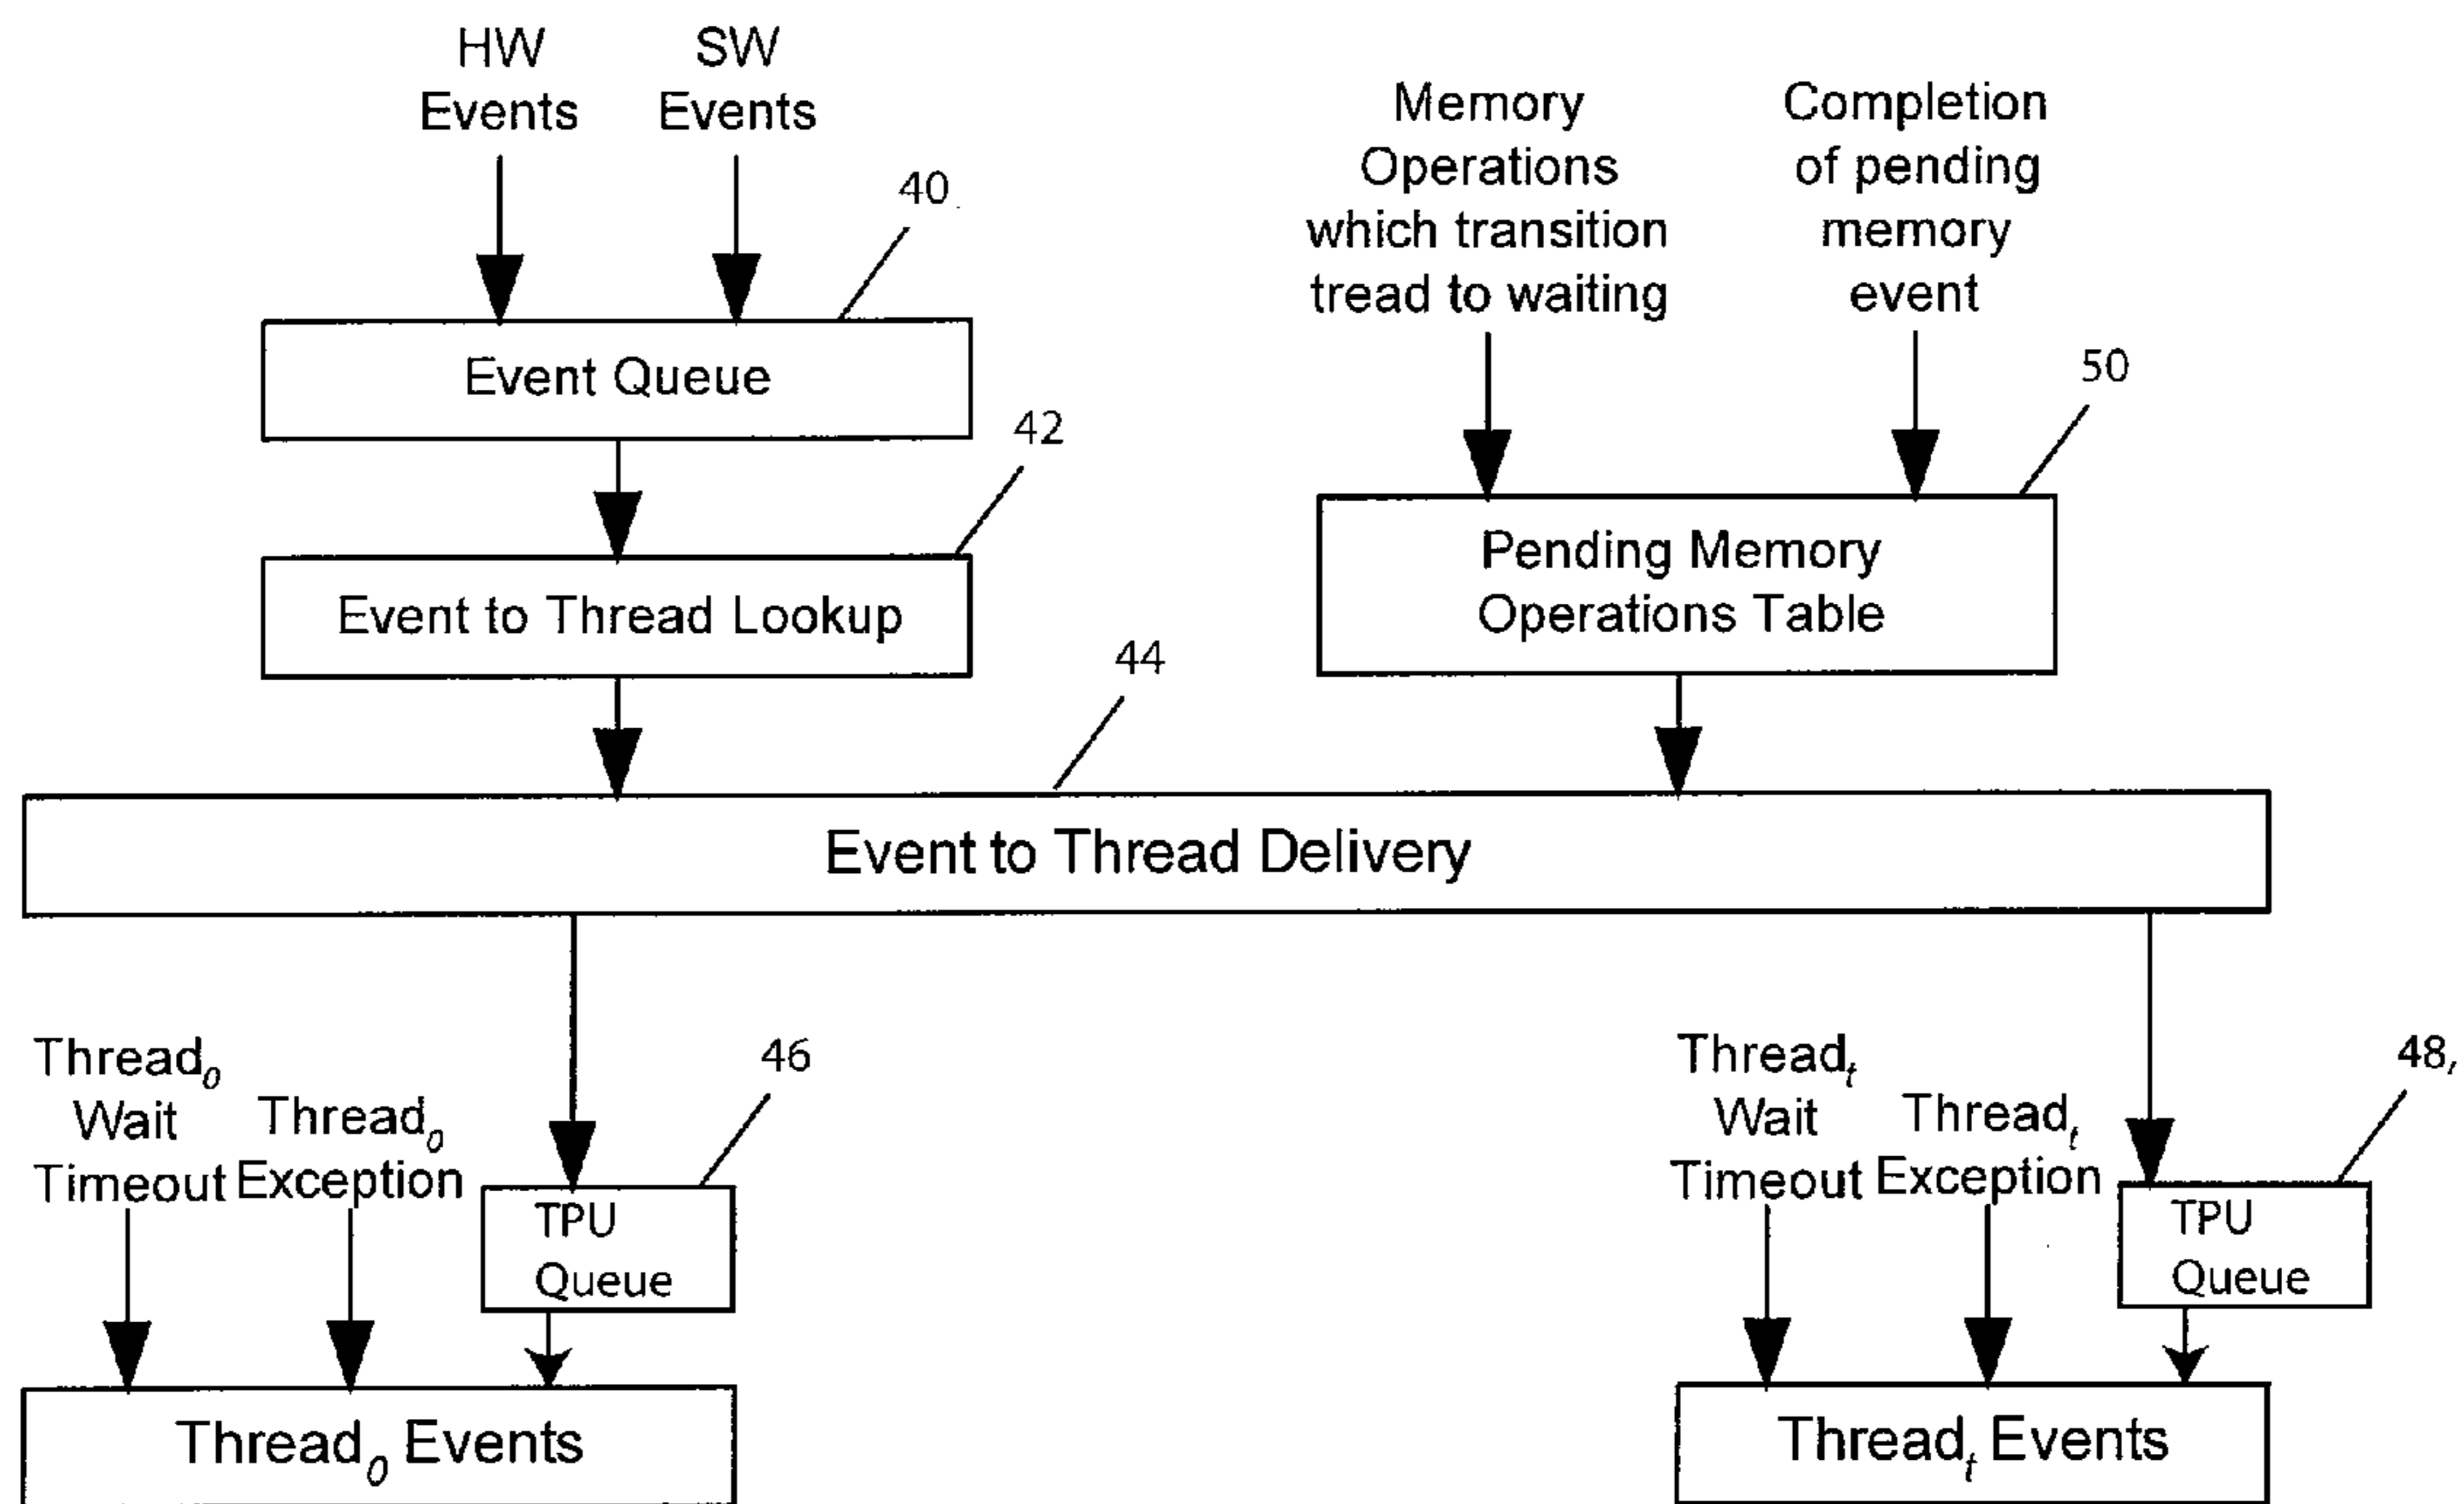 HW
Events
SW
Events
40
Memory
Operations
which transition
tread to waiting
Completion
of pending
memory
event
Event Queue
42
50
Event to Thread Lookup
Pending Memory
Operations Table
44
Event to Thread Delivery
Thread0
Wait
Timeout
Thread0
Exception
46
TPU
Queue
Threadt
Wait
Timeout
Threadt
Exception
48,
TPU
Queue
Thread0 Events
Threadt Events